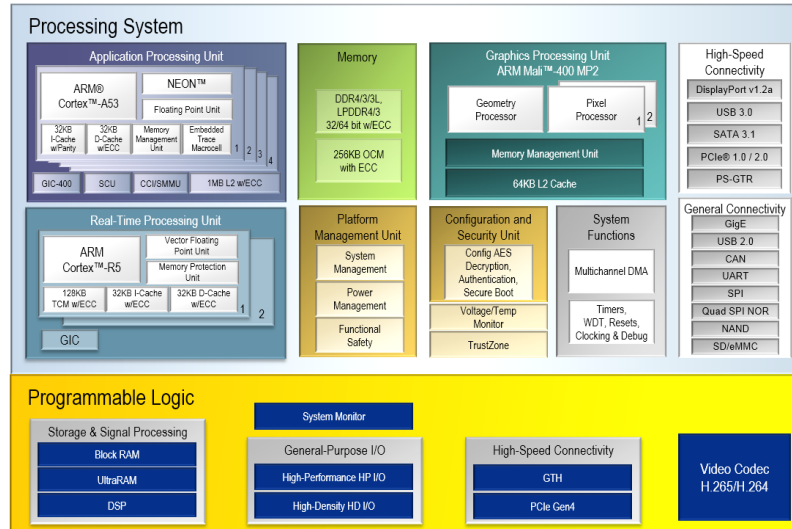 Processing System
Application Processing Unit
ARM®
Cortex™-A53
NEON™
Floating Point Unit
32KB
I-Cache
w/Parity
32KB
D-Cache
w/ECC
Memory
Management
Unit
Embedded
Trace
Macrocell
1
2
3
4
GIC-400
SCU
CCI/SMMU
1MB L2 w/ECC
Memory
DDR4/3/3L,
LPDDR4/3
32/64 bit w/ECC
256KB OCM
with ECC
Graphics Processing Unit
ARM Mali™-400 MP2
Geometry
Processor
Pixel
Processor
1
2
Memory Management Unit
64KB L2 Cache
High-Speed
Connectivity
DisplayPort v1.2a
USB 3.0
SATA 3.1
PCIe® 1.0 / 2.0
PS-GTR
Real-Time Processing Unit
ARM
Cortex™-R5
Vector Floating
Point Unit
Memory Protection
Unit
128KB
TCM w/ECC
32KB I-Cache
w/ECC
32KB D-Cache
w/ECC
1
2
GIC
Platform
Management Unit
System
Management
Power
Management
Functional
Safety
Configuration and
Security Unit
Config AES
Decryption,
Authentication,
Secure Boot
Voltage/Temp
Monitor
TrustZone
System
Functions
Multichannel DMA
Timers,
WDT, Resets,
Clocking & Debug
General Connectivity
GigE
USB 2.0
CAN
UART
SPI
Quad SPI NOR
NAND
SD/eMMC
Programmable Logic
Storage & Signal Processing
Block RAM
UltraRAM
DSP
System Monitor
General-Purpose I/O
High-Performance HP I/O
High-Density HD I/O
High-Speed Connectivity
GTH
PCIe Gen4
Video Codec
H.265/H.264